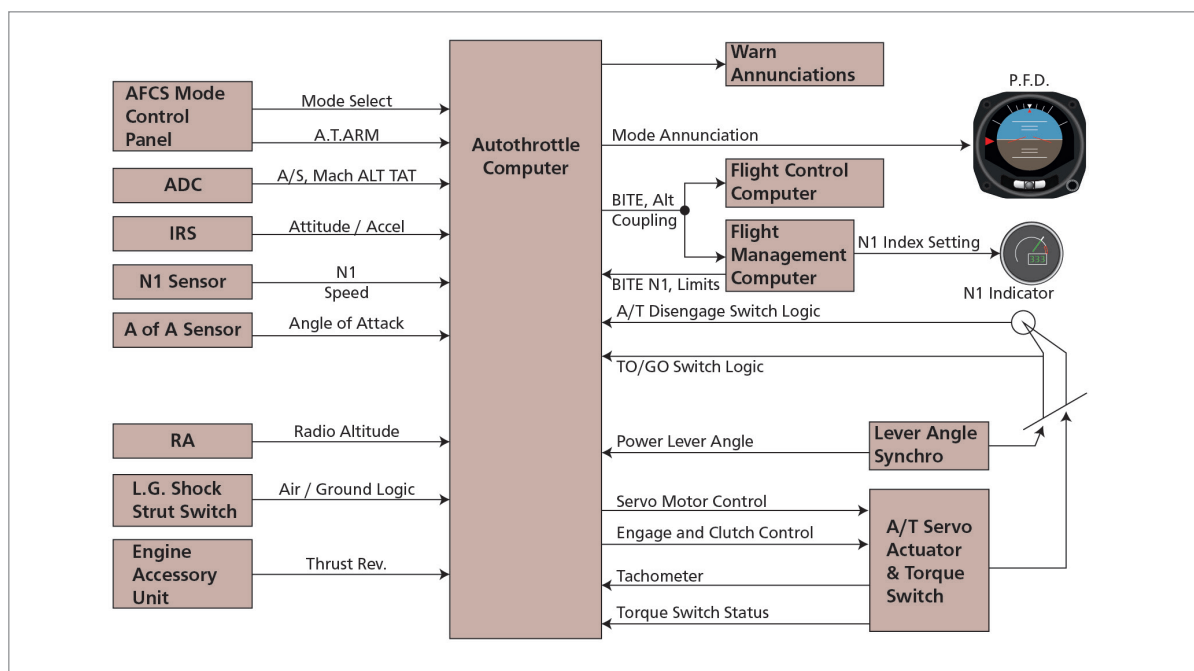 AFCS Mode
Control
Panel
Mode Select
A.T.ARM
ADC
A/S, Mach ALT TAT
IRS
Attitude / Accel
N1 Sensor
N1
Speed
A of A Sensor
Angle of Attack
RA
Radio Altitude
L.G. Shock
Strut Switch
Air / Ground Logic
Engine
Accessory
Unit
Thrust Rev.
Autothrottle
Computer
Warn
Annunciations
P.F.D.
Mode Annunciation
Flight Control
Computer
BITE, Alt
Coupling
Flight
Management
Computer
N1 Index Setting
333
N1 Indicator
BITE N1, Limits
A/T Disengage Switch Logic
TO/GO Switch Logic
Power Lever Angle
Lever Angle
Synchro
Servo Motor Control
Engage and Clutch Control
Tachometer
Torque Switch Status
A/T Servo
Actuator
& Torque
Switch